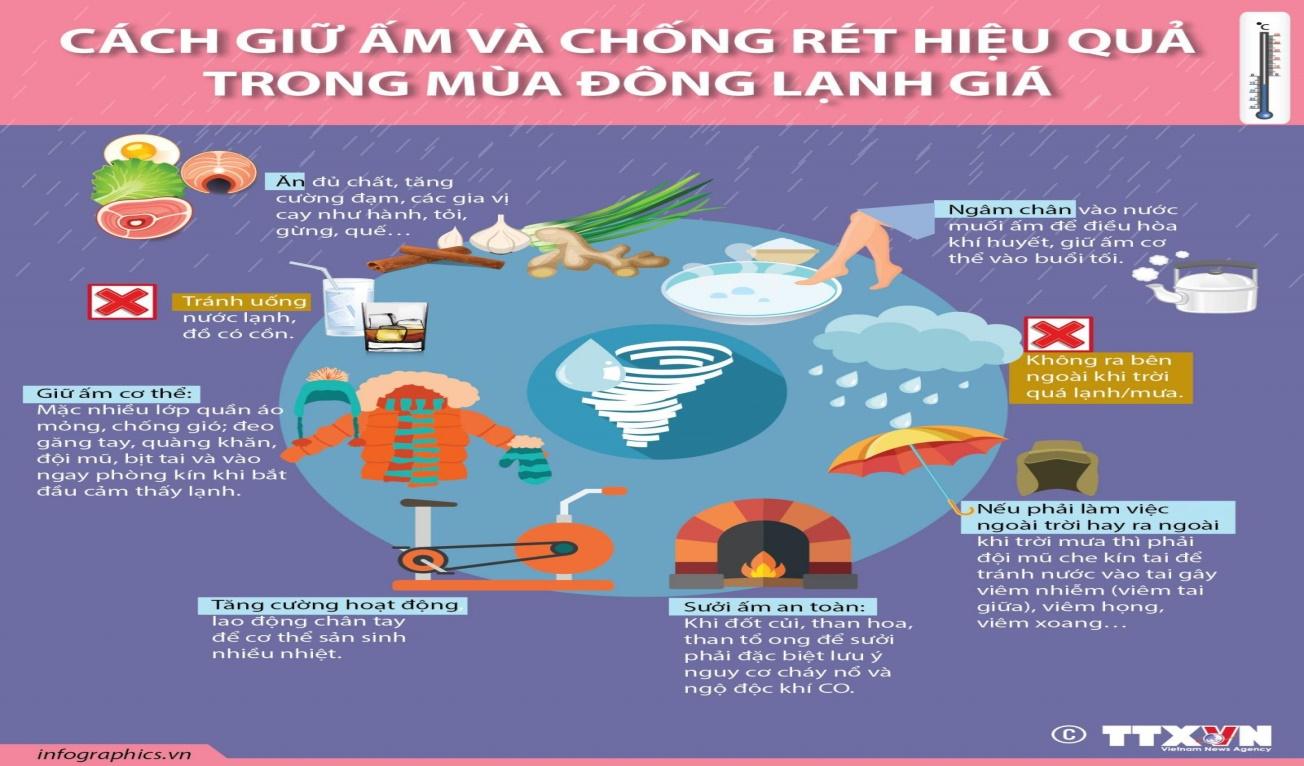 CÁCH GIỮ ẤM VÀ CHỐNG RÉT HIỆU QUẢ
TRONG MÙA ĐÔNG LẠNH GIÁ
°C
Ăn đủ chất, tăng
cường đạm, các gia vị
cay như hành, tỏi,
gừng, quế...
Ngâm chân vào nước
muối ấm để điều hòa
khí huyết, giữ ấm cơ
thể vào buổi tối.
Tránh uống
nước lạnh,
đồ có cồn.
Không ra bên
ngoài khi trời
quá lạnh/mưa.
Giữ ấm cơ thể:
Mặc nhiều lớp quần áo
mỏng, chống gió; đeo
găng tay, quàng khăn,
đội mũ, bịt tai và vào
ngay phòng kín khi bắt
đầu cảm thấy lạnh.
Nếu phải làm việc
ngoài trời hay ra ngoài
khi trời mưa thì phải
đội mũ che kín tai để
tránh nước vào tai gây
viêm nhiễm (viêm tai
giữa), viêm họng,
viêm xoang...
Tăng cường hoạt động
lao động chân tay
để cơ thể sản sinh
nhiều nhiệt.
Sưởi ấm an toàn:
Khi đốt củi, than hoa,
than tổ ong để sưởi
phải đặc biệt lưu ý
nguy cơ cháy nổ và
ngộ độc khí CO.
infographics.vn
© TTXVN
Vietnam News Agency